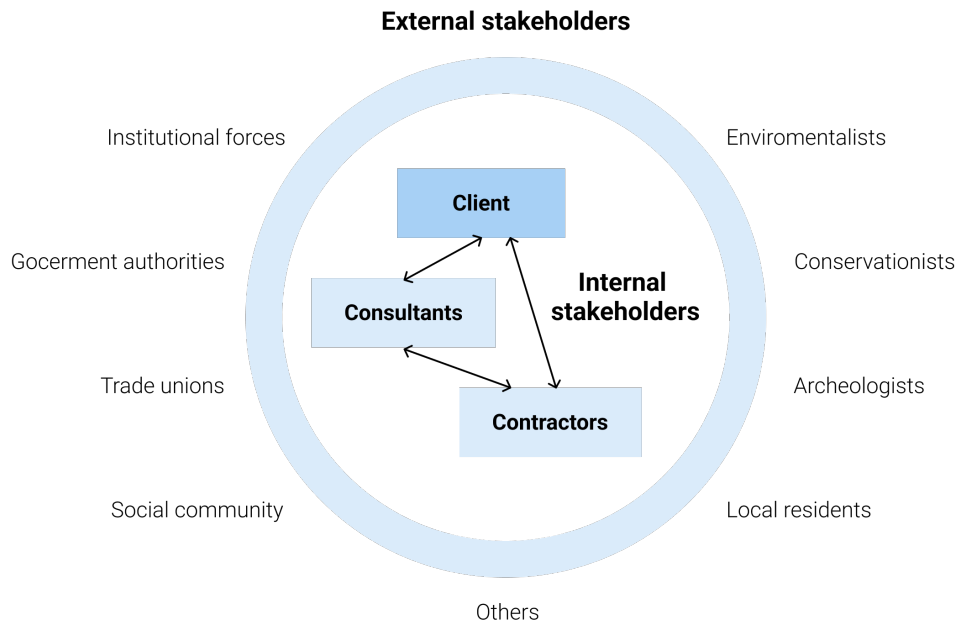 External stakeholders
Institutional forces
Enviromentalists
Client
Gocerment authorities
Conservationists
Internal
stakeholders
Consultants
Trade unions
Archeologists
Contractors
Social community
Local residents
Others